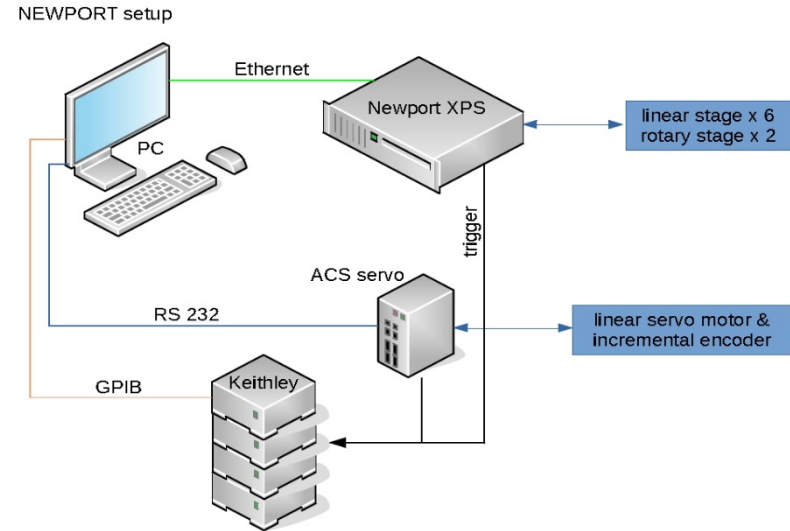 NEWPORT setup
Ethernet
Newport XPS
linear stage x 6
rotary stage x 2
PC
trigger
ACS servo
RS 232
linear servo motor &
incremental encoder
GPIB
Keithley